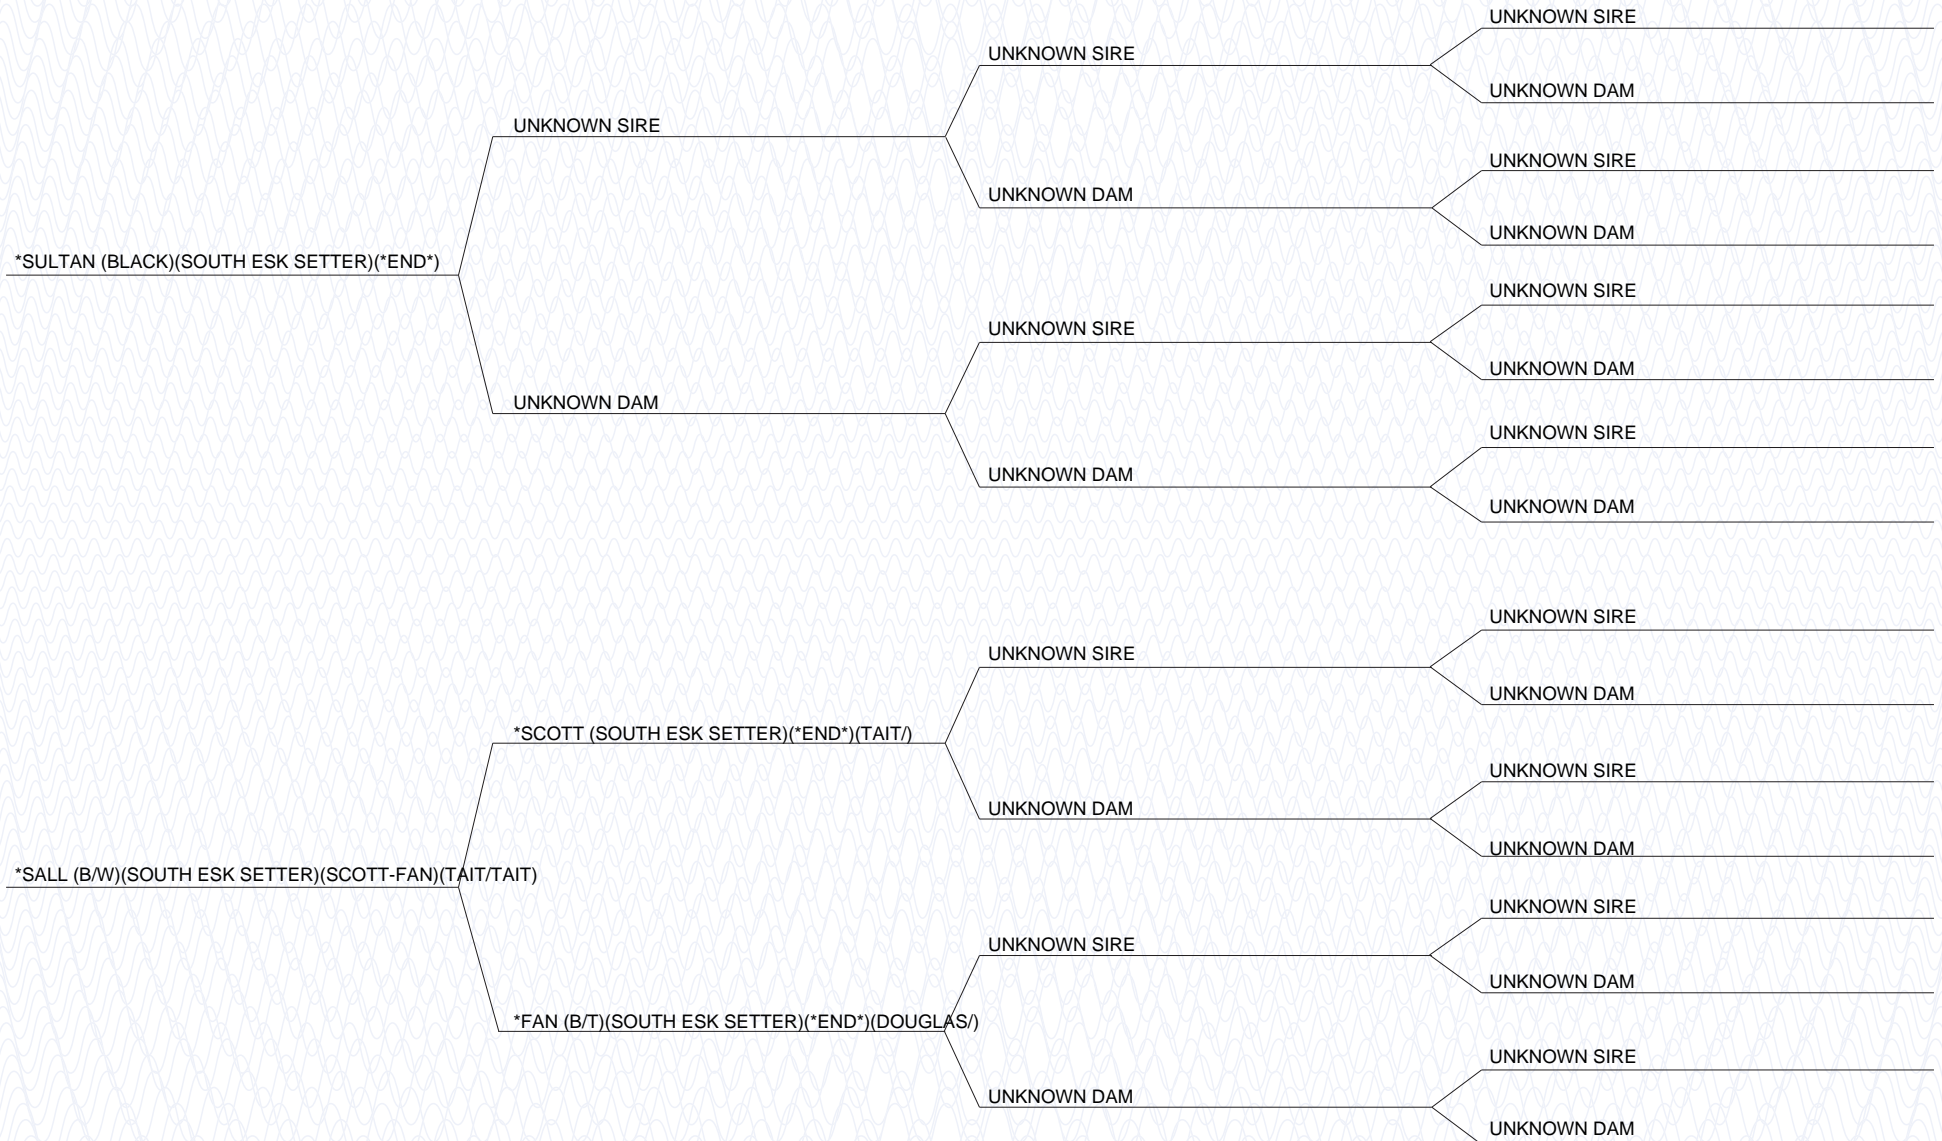 UNKNOWN SIRE
UNKNOWN SIRE
UNKNOWN DAM
UNKNOWN SIRE
UNKNOWN SIRE
UNKNOWN DAM
UNKNOWN DAM
*SULTAN (BLACK)(SOUTH ESK SETTER)(*END*)
UNKNOWN SIRE
UNKNOWN SIRE
UNKNOWN DAM
UNKNOWN DAM
UNKNOWN SIRE
UNKNOWN DAM
UNKNOWN DAM
UNKNOWN SIRE
UNKNOWN SIRE
UNKNOWN DAM
*SCOTT (SOUTH ESK SETTER)(*END*)(TAIT/)
UNKNOWN SIRE
UNKNOWN DAM
UNKNOWN DAM
*SALL (B/W)(SOUTH ESK SETTER)(SCOTT-FAN)(TAIT/TAIT)
UNKNOWN SIRE
UNKNOWN SIRE
UNKNOWN DAM
*FAN (B/T)(SOUTH ESK SETTER)(*END*)(DOUGLAS/)
UNKNOWN SIRE
UNKNOWN DAM
UNKNOWN DAM